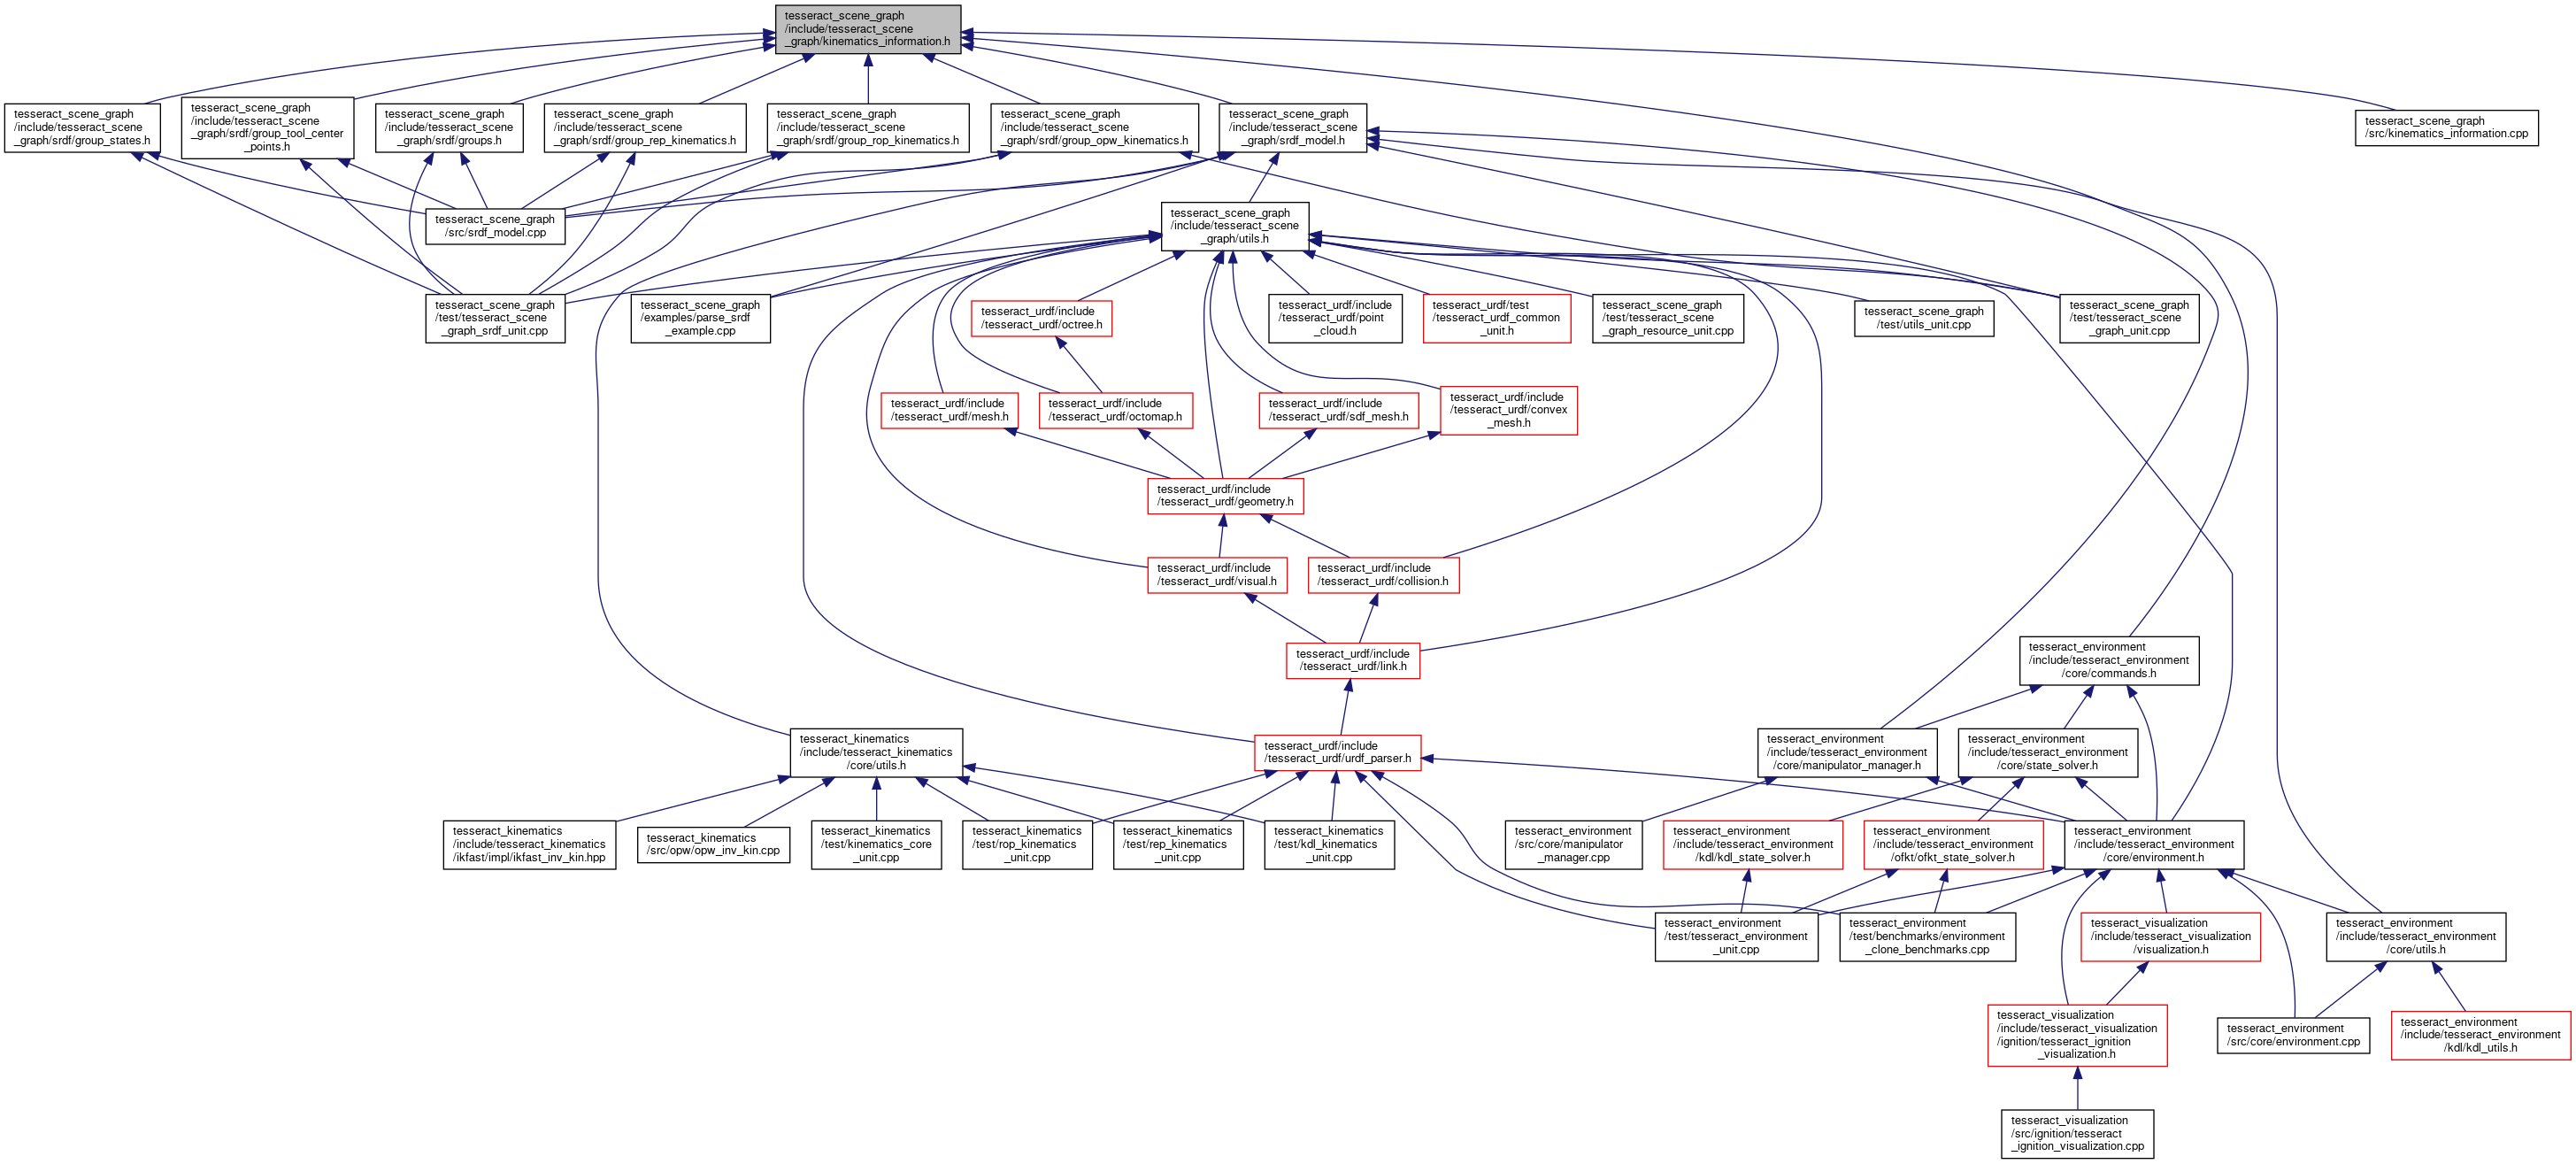 tesseract_scene_graph
/include/tesseract_scene
_graph/kinematics_information.h
tesseract_scene_graph
/include/tesseract_scene
_graph/srdf/group_states.h
tesseract_scene_graph
/include/tesseract_scene
_graph/srdf/group_tool_center
_points.h
tesseract_scene_graph
/include/tesseract_scene
_graph/srdf/groups.h
tesseract_scene_graph
/include/tesseract_scene
_graph/srdf/group_rep_kinematics.h
tesseract_scene_graph
/include/tesseract_scene
_graph/srdf/group_rop_kinematics.h
tesseract_scene_graph
/include/tesseract_scene
_graph/srdf/group_opw_kinematics.h
tesseract_scene_graph
/include/tesseract_scene
_graph/srdf_model.h
tesseract_scene_graph
/src/kinematics_information.cpp
tesseract_scene_graph
/src/srdf_model.cpp
tesseract_scene_graph
/include/tesseract_scene
_graph/utils.h
tesseract_scene_graph
/test/tesseract_scene
_graph_srdf_unit.cpp
tesseract_scene_graph
/examples/parse_srdf
_example.cpp
tesseract_urdf/include
/tesseract_urdf/octree.h
tesseract_urdf/include
/tesseract_urdf/point
_cloud.h
tesseract_urdf/test
/tesseract_urdf_common
_unit.h
tesseract_scene_graph
/test/tesseract_scene
_graph_resource_unit.cpp
tesseract_scene_graph
/test/utils_unit.cpp
tesseract_scene_graph
/test/tesseract_scene
_graph_unit.cpp
tesseract_urdf/include
/tesseract_urdf/mesh.h
tesseract_urdf/include
/tesseract_urdf/octomap.h
tesseract_urdf/include
/tesseract_urdf/sdf_mesh.h
tesseract_urdf/include
/tesseract_urdf/convex
_mesh.h
tesseract_urdf/include
/tesseract_urdf/geometry.h
tesseract_urdf/include
/tesseract_urdf/visual.h
tesseract_urdf/include
/tesseract_urdf/collision.h
tesseract_urdf/include
/tesseract_urdf/link.h
tesseract_environment
/include/tesseract_environment
/core/commands.h
tesseract_kinematics
/include/tesseract_kinematics
/core/utils.h
tesseract_urdf/include
/tesseract_urdf/urdf_parser.h
tesseract_environment
/include/tesseract_environment
/core/manipulator_manager.h
tesseract_environment
/include/tesseract_environment
/core/state_solver.h
tesseract_kinematics
/include/tesseract_kinematics
/ikfast/impl/ikfast_inv_kin.hpp
tesseract_kinematics
/src/opw/opw_inv_kin.cpp
tesseract_kinematics
/test/kinematics_core
_unit.cpp
tesseract_kinematics
/test/rop_kinematics
_unit.cpp
tesseract_kinematics
/test/rep_kinematics
_unit.cpp
tesseract_kinematics
/test/kdl_kinematics
_unit.cpp
tesseract_environment
/src/core/manipulator
_manager.cpp
tesseract_environment
/include/tesseract_environment
/kdl/kdl_state_solver.h
tesseract_environment
/include/tesseract_environment
/ofkt/ofkt_state_solver.h
tesseract_environment
/include/tesseract_environment
/core/environment.h
tesseract_environment
/test/tesseract_environment
_unit.cpp
tesseract_environment
/test/benchmarks/environment
_clone_benchmarks.cpp
tesseract_visualization
/include/tesseract_visualization
/visualization.h
tesseract_environment
/include/tesseract_environment
/core/utils.h
tesseract_visualization
/include/tesseract_visualization
/ignition/tesseract_ignition
_visualization.h
tesseract_environment
/src/core/environment.cpp
tesseract_environment
/include/tesseract_environment
/kdl/kdl_utils.h
tesseract_visualization
/src/ignition/tesseract
_ignition_visualization.cpp